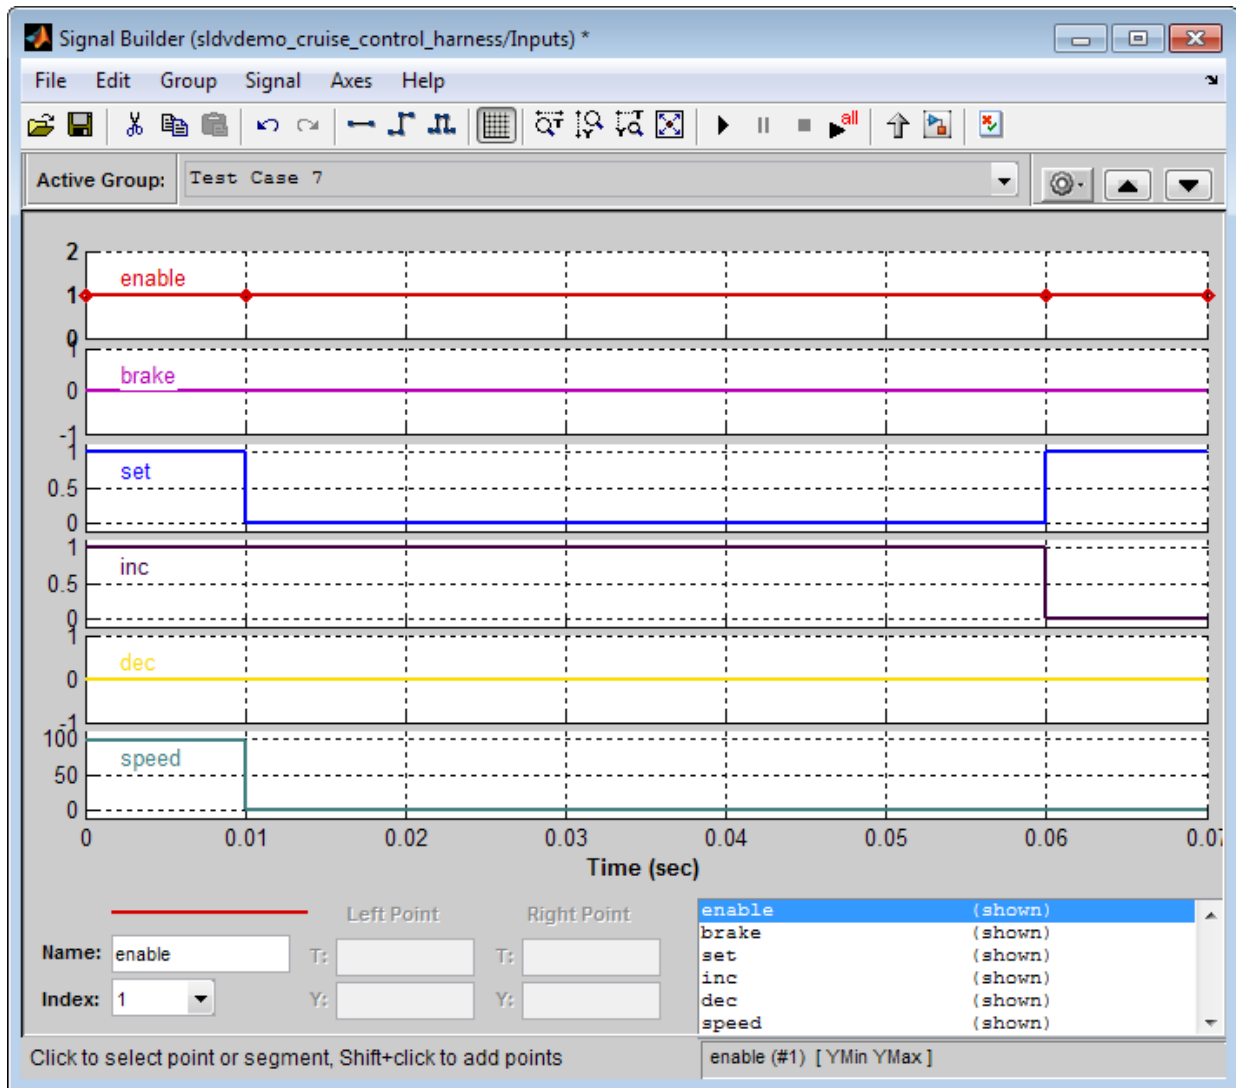 Signal Builder (sldvdemo_cruise_control_harness/Inputs) *
File Edit Group Signal Axes Help
all
Active Group: Test Case 7
2
enable
1
0
1
brake
0
-1
1
set
0.5
0
1
inc
0.5
0
1
dec
0
-1
100
speed
50
0
0 0.01 0.02 0.03 0.04 0.05 0.06 0.07
Time (sec)
Left Point Right Point
Name: enable T: T:
Index: 1 Y: Y:
enable (shown)
brake (shown)
set (shown)
inc (shown)
dec (shown)
speed (shown)
Click to select point or segment, Shift+click to add points
enable (#1) [ YMin YMax ]